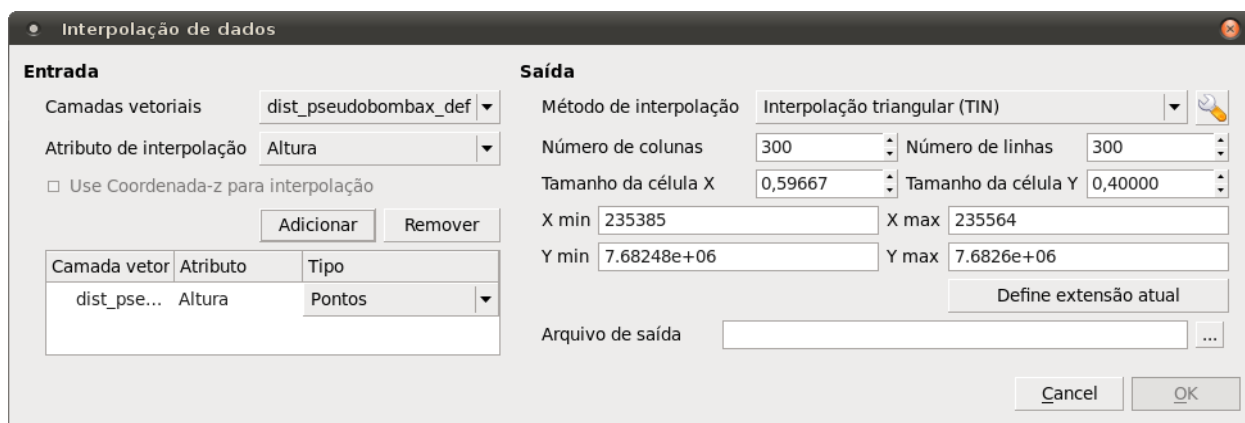 Interpolação de dados
Entrada
Camadas vetoriais dist_pseudobombax_def
Atributo de interpolação Altura
Use Coordenada-z para interpolação
Adicionar Remover
Camada vetor Atributo Tipo
dist_pse... Altura Pontos
Saída
Método de interpolação Interpolação triangular (TIN)
Número de colunas 300 Número de linhas 300
Tamanho da célula X 0,59667 Tamanho da célula Y 0,40000
X min 235385 X max 235564
Y min 7.68248e+06 Y max 7.6826e+06
Define extensão atual
Arquivo de saída ...
Cancel OK